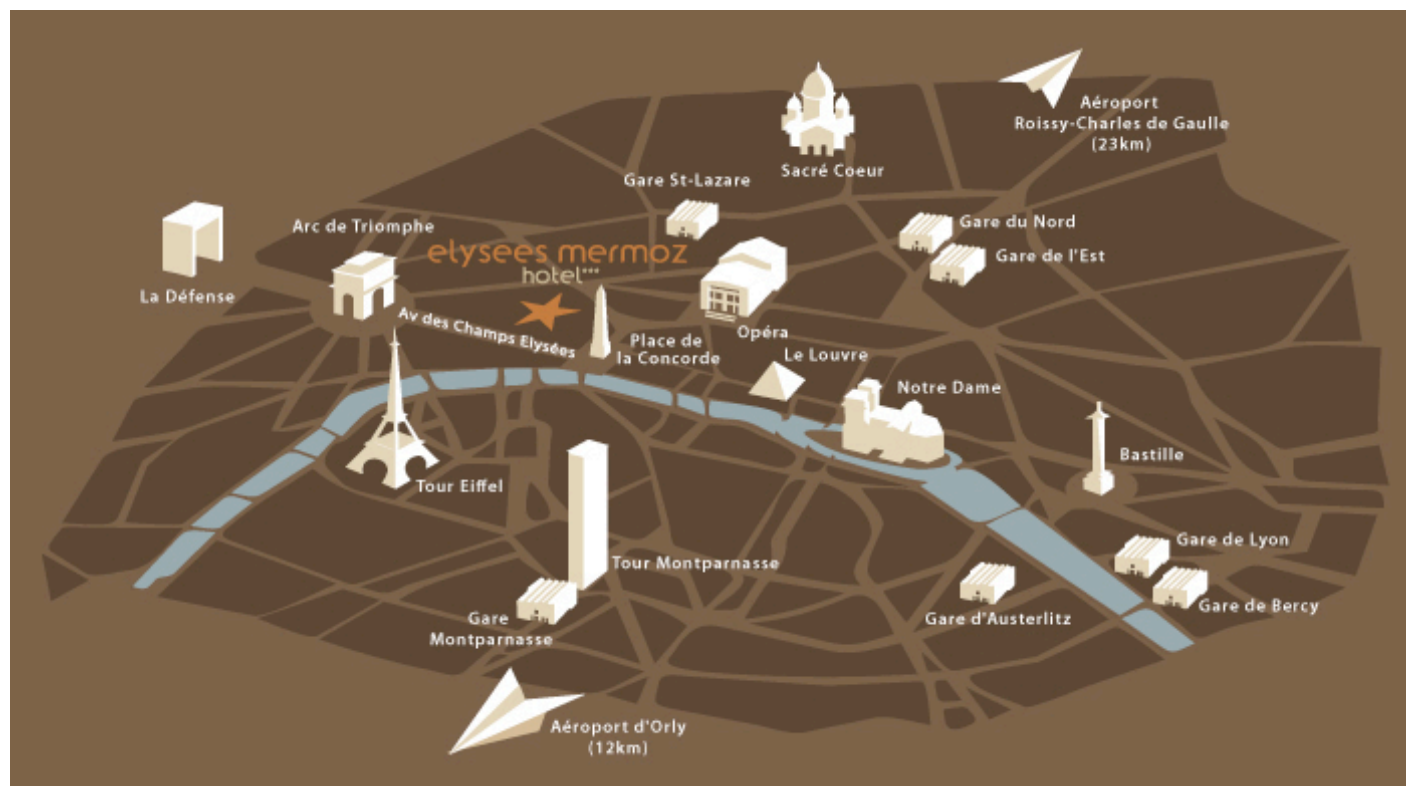 Aéroport
Roissy-Charles de Gaulle
(23km)
Sacré Coeur
Gare St-Lazare
Gare du Nord
Gare de l'Est
Arc de Triomphe
elysees mermoz
hotel***
La Défense
Av des Champs Elysées
Place de
la Concorde
Opéra
Le Louvre
Notre Dame
Bastille
Tour Eiffel
Gare de Lyon
Tour Montparnasse
Gare de Bercy
Gare d'Austerlitz
Gare
Montparnasse
Aéroport d'Orly
(12km)